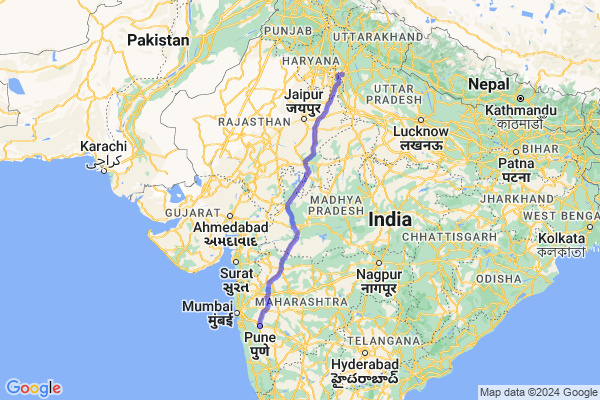 PUNJAB
UTTARAKHAND
Pakistan
HARYANA
Nepal
Jaipur
जयपुर
UTTAR
PRADESH
Kathmandu
काठमाडौं
RAJASTHAN
Lucknow
लखनऊ
BIHAR
Karachi
کراچی
Patna
पटना
MADHYA
PRADESH
JHARKHAND
GUJARAT
India
WEST BENGAL
Ahmedabad
અમદાવાદ
CHHATTISGARH
Kolkata
কলকাতা
Surat
સુરત
Nagpur
नागपूर
ODISHA
Mumbai
मुंबई
MAHARASHTRA
Pune
पुणे
TELANGANA
Hyderabad
హైదరాబాద్
Google
Map data ©2024 Google